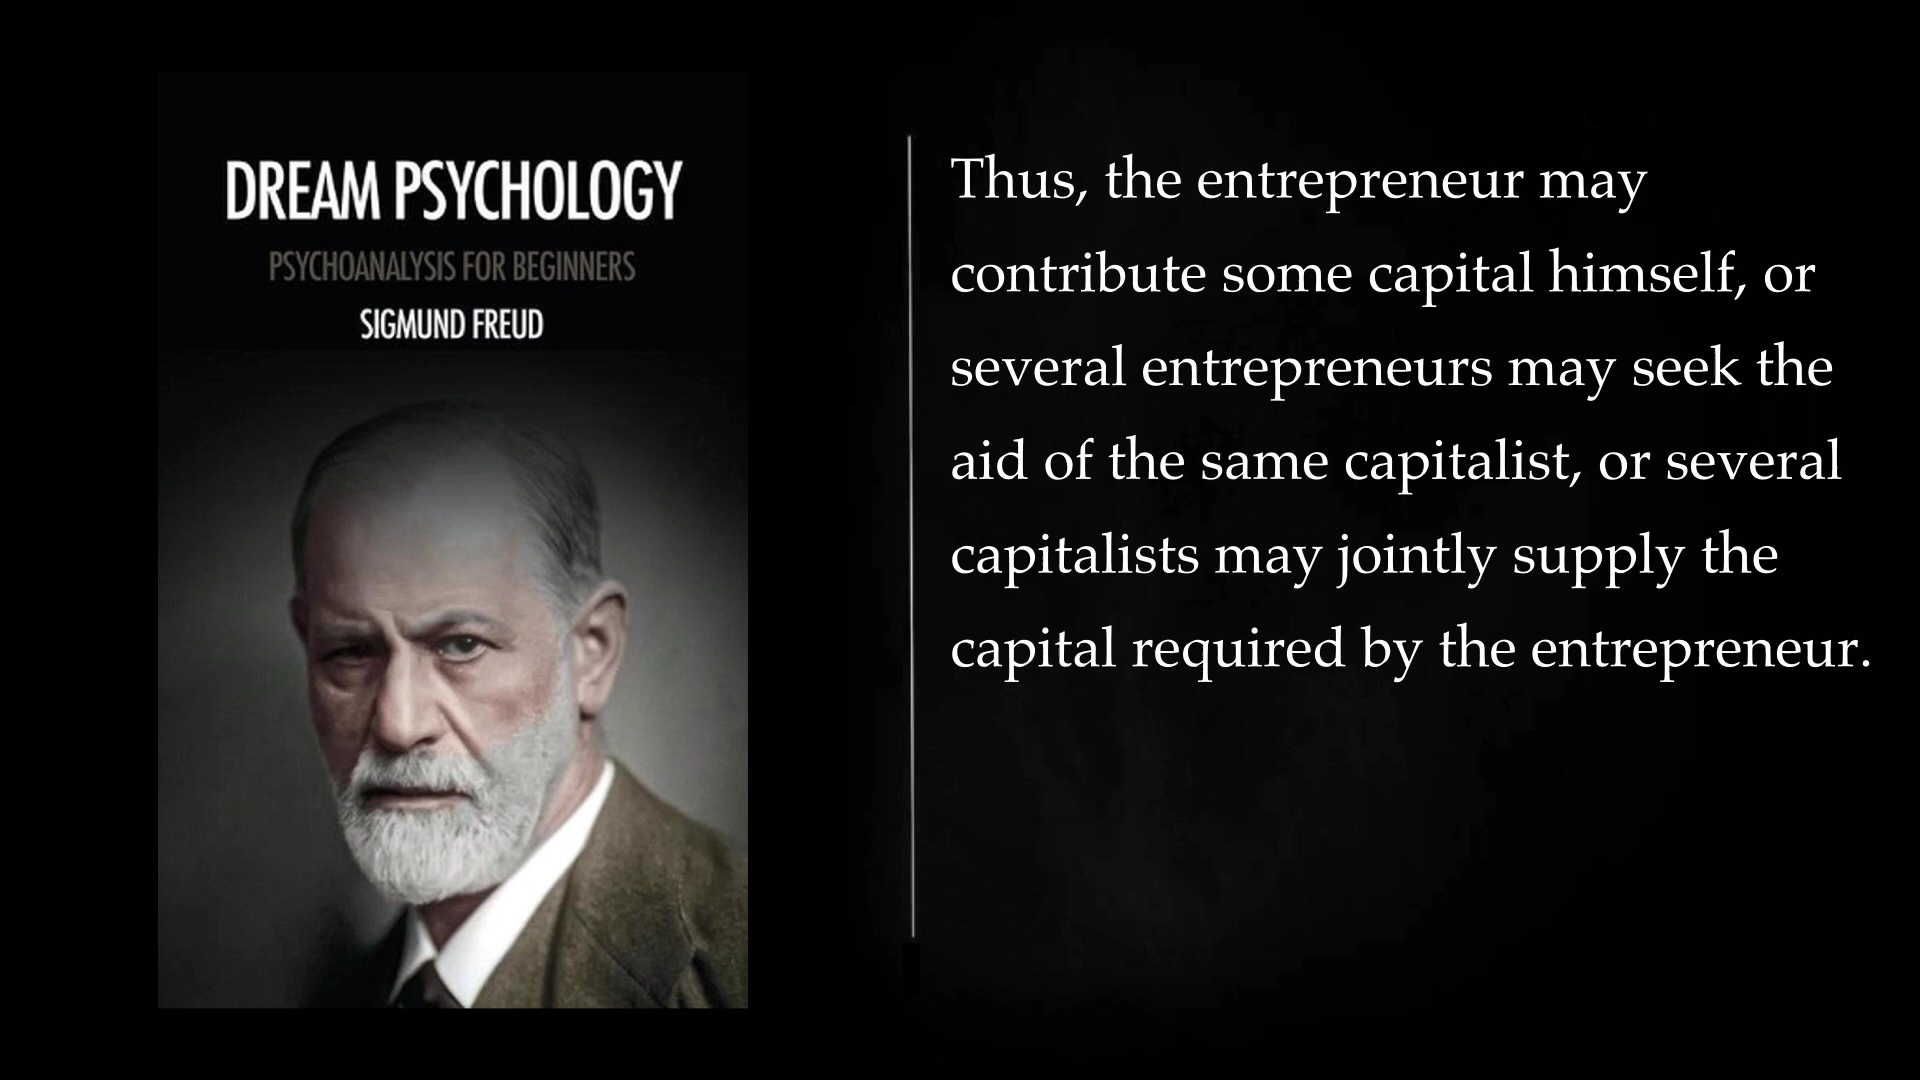 DREAM PSYCHOLOGY
PSYCHOANALYSIS FOR BEGINNERS
SIGMUND FREUD
Thus, the entrepreneur may
contribute some capital himself, or
several entrepreneurs may seek the
aid of the same capitalist, or several
capitalists may jointly supply the
capital required by the entrepreneur.